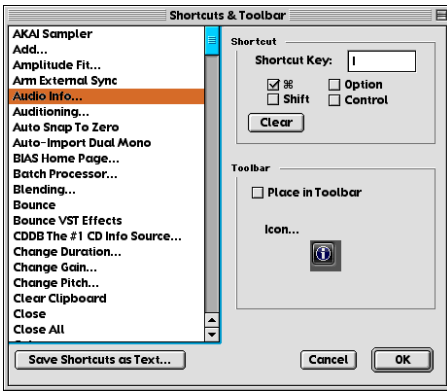 Shortcuts & Toolbar
AKAI Sampler
Add...
Amplitude Fit...
Arm External Sync
Audio Info...
Auditioning...
Auto Snap To Zero
Auto-Import Dual Mono
BIAS Home Page...
Batch Processor...
Blending...
Bounce
Bounce VST Effects
CDDB The #1 CD Info Source...
Change Duration...
Change Gain...
Change Pitch...
Clear Clipboard
Close
Close All
Shortcut
Shortcut Key: I
⌘ Option
Shift Control
Clear
Toolbar
Place in Toolbar
Icon...
Save Shortcuts as Text...
Cancel OK